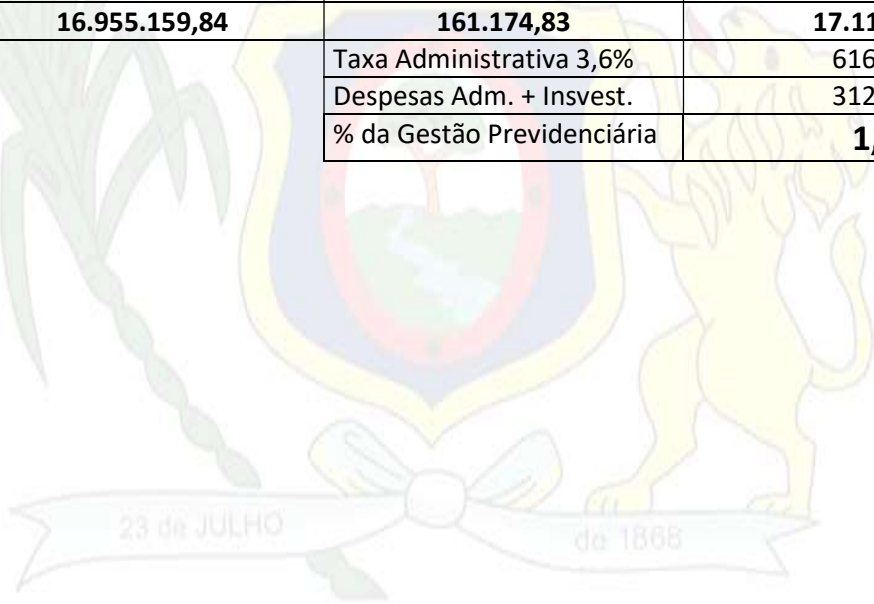 16.955.159,84 161.174,83 17.11
Taxa Administrativa 3,6% 616
Despesas Adm. + Insvest. 312
% da Gestão Previdenciária 1,
23 de JULHO de 1868